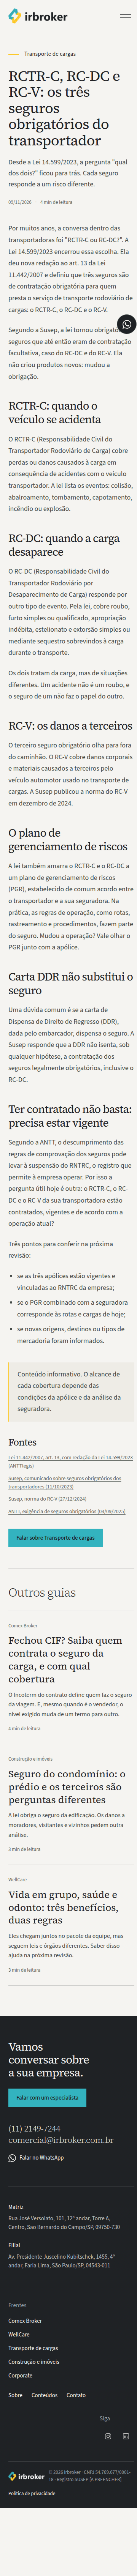 irbroker
Transporte de cargas
RCTR-C, RC-DC e
RC-V: os três
seguros
obrigatórios do
transportador
Desde a Lei 14.599/2023, a pergunta "qual
dos dois?" ficou para trás. Cada seguro
responde a um risco diferente.
09/11/2026 · 4 min de leitura
Por muitos anos, a conversa dentro das
transportadoras foi "RCTR-C ou RC-DC?". A
Lei 14.599/2023 encerrou essa escolha. Ela
deu nova redação ao art. 13 da Lei
11.442/2007 e definiu que três seguros são
de contratação obrigatória para quem
presta o serviço de transporte rodoviário de
cargas: o RCTR-C, o RC-DC e o RC-V.
Segundo a Susep, a lei tornou obrigatórios
seguros que até então eram de contratação
facultativa, caso do RC-DC e do RC-V. Ela
não criou produtos novos: mudou a
obrigação.
RCTR-C: quando o
veículo se acidenta
O RCTR-C (Responsabilidade Civil do
Transportador Rodoviário de Carga) cobre
perdas ou danos causados à carga em
consequência de acidentes com o veículo
transportador. A lei lista os eventos: colisão,
abalroamento, tombamento, capotamento,
incêndio ou explosão.
RC-DC: quando a carga
desaparece
O RC-DC (Responsabilidade Civil do
Transportador Rodoviário por
Desaparecimento de Carga) responde por
outro tipo de evento. Pela lei, cobre roubo,
furto simples ou qualificado, apropriação
indébita, estelionato e extorsão simples ou
mediante sequestro sobrevindos à carga
durante o transporte.
Os dois tratam da carga, mas de situações
diferentes. Um acidente não é um roubo, e
o seguro de um não faz o papel do outro.
RC-V: os danos a terceiros
O terceiro seguro obrigatório olha para fora
do caminhão. O RC-V cobre danos corporais
e materiais causados a terceiros pelo
veículo automotor usado no transporte de
cargas. A Susep publicou a norma do RC-V
em dezembro de 2024.
O plano de
gerenciamento de riscos
A lei também amarra o RCTR-C e o RC-DC a
um plano de gerenciamento de riscos
(PGR), estabelecido de comum acordo entre
o transportador e a sua seguradora. Na
prática, as regras da operação, como rotas,
rastreamento e procedimentos, fazem parte
do seguro. Mudou a operação? Vale olhar o
PGR junto com a apólice.
Carta DDR não substitui o
seguro
Uma dúvida comum é se a carta de
Dispensa de Direito de Regresso (DDR),
dada pelo embarcador, dispensa o seguro. A
Susep responde que a DDR não isenta, sob
qualquer hipótese, a contratação dos
seguros legalmente obrigatórios, inclusive o
RC-DC.
Ter contratado não basta:
precisa estar vigente
Segundo a ANTT, o descumprimento das
regras de comprovação dos seguros pode
levar à suspensão do RNTRC, o registro que
permite à empresa operar. Por isso a
pergunta útil hoje é outra: o RCTR-C, o RC-
DC e o RC-V da sua transportadora estão
contratados, vigentes e de acordo com a
operação atual?
Três pontos para conferir na próxima
revisão:
• se as três apólices estão vigentes e
vinculadas ao RNTRC da empresa;
• se o PGR combinado com a seguradora
corresponde às rotas e cargas de hoje;
• se novas origens, destinos ou tipos de
mercadoria foram informados.
Conteúdo informativo. O alcance de
cada cobertura depende das
condições da apólice e da análise da
seguradora.
Fontes
Lei 11.442/2007, art. 13, com redação da Lei 14.599/2023
(ANTTlegis)
Susep, comunicado sobre seguros obrigatórios dos
transportadores (11/10/2023)
Susep, norma do RC-V (27/12/2024)
ANTT, exigência de seguros obrigatórios (03/09/2025)
Falar sobre Transporte de cargas
Outros guias
Comex Broker
Fechou CIF? Saiba quem
contrata o seguro da
carga, e com qual
cobertura
O Incoterm do contrato define quem faz o seguro
da viagem. E, mesmo quando é o vendedor, o
nível exigido muda de um termo para outro.
4 min de leitura
Construção e imóveis
Seguro do condomínio: o
prédio e os terceiros são
perguntas diferentes
A lei obriga o seguro da edificação. Os danos a
moradores, visitantes e vizinhos pedem outra
análise.
3 min de leitura
WellCare
Vida em grupo, saúde e
odonto: três benefícios,
duas regras
Eles chegam juntos no pacote da equipe, mas
seguem leis e órgãos diferentes. Saber disso
ajuda na próxima revisão.
3 min de leitura
Vamos
conversar sobre
a sua empresa.
Falar com um especialista
(11) 2149-7244
comercial@irbroker.com.br
Falar no WhatsApp
Matriz
Rua José Versolato, 101, 12º andar, Torre A,
Centro, São Bernardo do Campo/SP, 09750-730
Filial
Av. Presidente Juscelino Kubitschek, 1455, 4º
andar, Faria Lima, São Paulo/SP, 04543-011
Frentes
Comex Broker
WellCare
Transporte de cargas
Construção e imóveis
Corporate
Sobre Conteúdos Contato
Siga
irbroker
© 2026 irbroker · CNPJ 54.769.877/0001-
18 · Registro SUSEP [A PREENCHER]
Política de privacidade